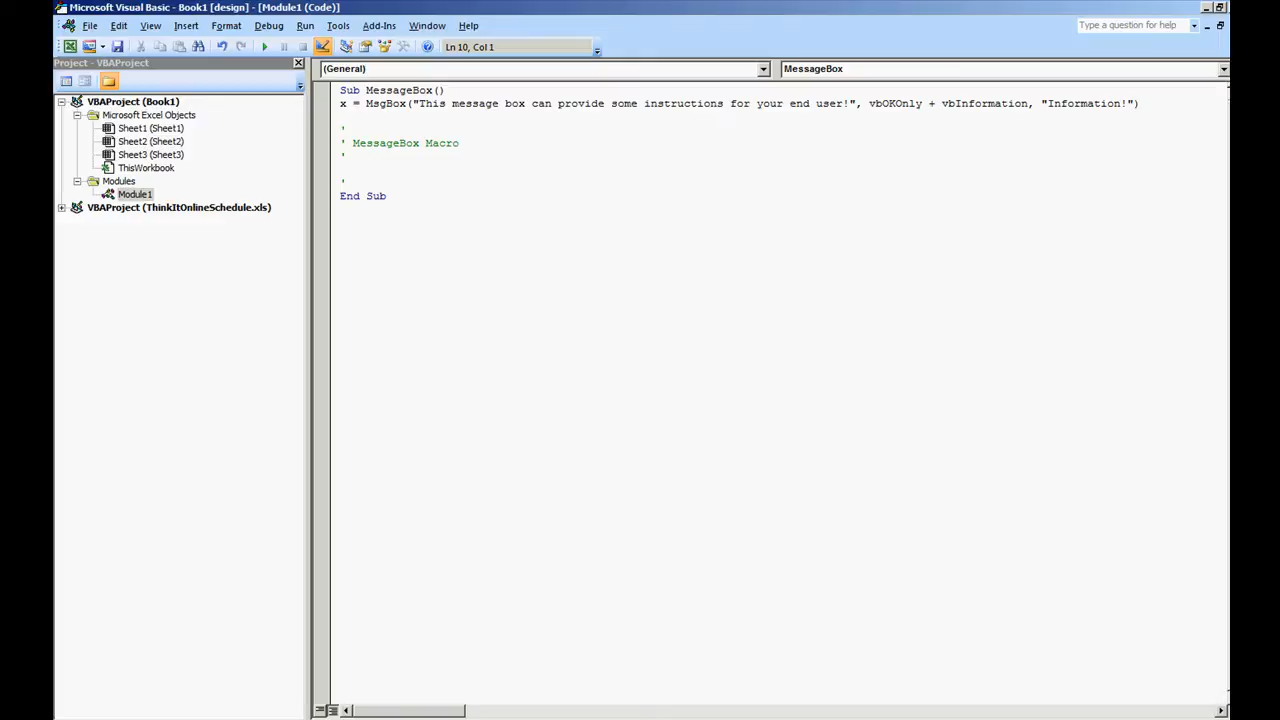 Microsoft Visual Basic - Book1 [design] - [Module1 (Code)]
File Edit View Insert Format Debug Run Tools Add-Ins Window Help
Type a question for help
Ln 10, Col 1
Project - VBAProject
(General)
MessageBox
VBAProject (Book1)
Microsoft Excel Objects
Sheet1 (Sheet1)
Sheet2 (Sheet2)
Sheet3 (Sheet3)
ThisWorkbook
Modules
Module1
VBAProject (ThinkItOnlineSchedule.xls)
Sub MessageBox()
x = MsgBox("This message box can provide some instructions for your end user!", vbOKOnly + vbInformation, "Information!")
'
' MessageBox Macro
'
'
End Sub